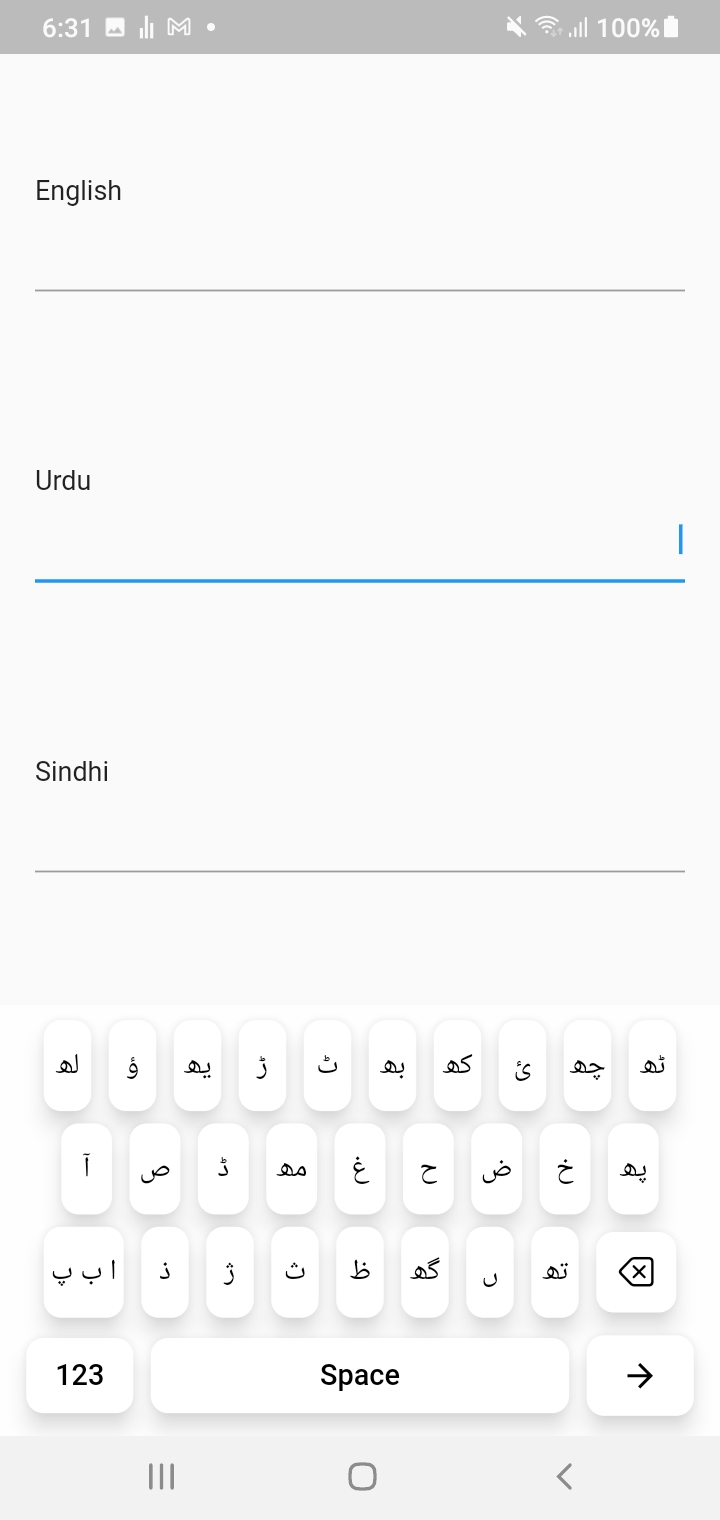 6:31 100%
English
Urdu
Sindhi
لھ ؤ یھ ڑ ٹ بھ کھ ئ چھ ٹھ
آ ص ڈ مھ غ ح ض خ پھ
ا ب پ ذ ژ ث ظ گھ ں تھ
123 Space